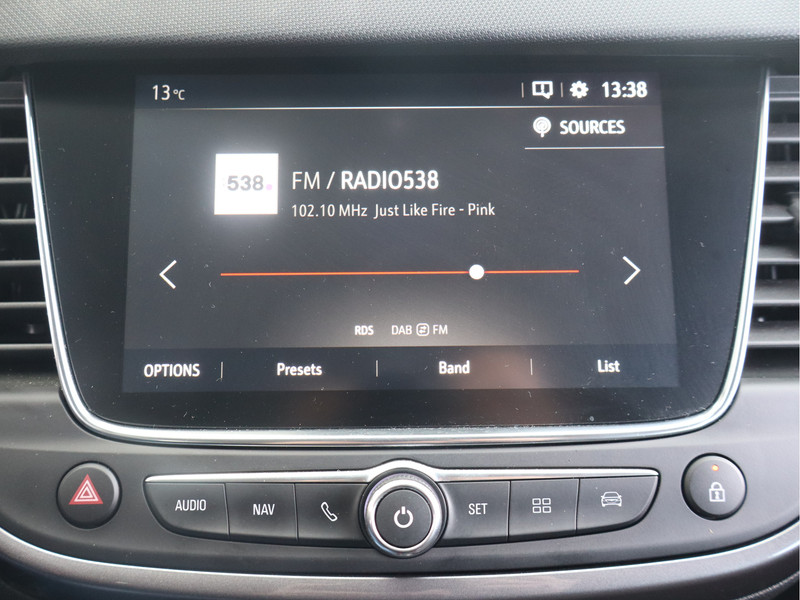 13°C
13:38
SOURCES
538
FM / RADIO538
102.10 MHz Just Like Fire - Pink
RDS DAB FM
OPTIONS Presets Band List
AUDIO NAV SET